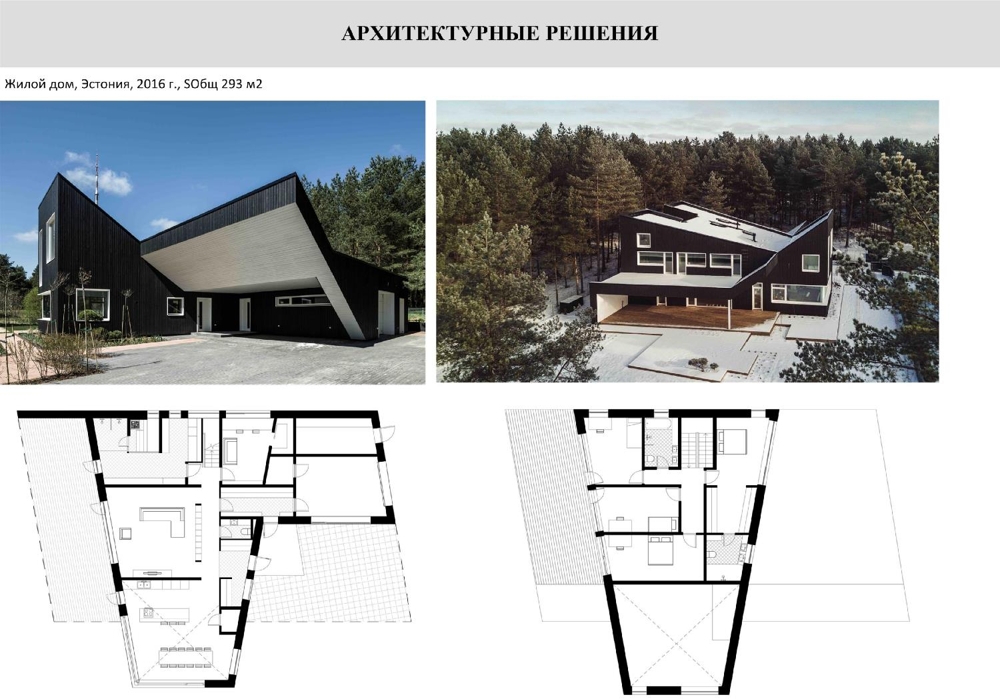 АРХИТЕКТУРНЫЕ РЕШЕНИЯ
Жилой дом, Эстония, 2016 г., SОбщ 293 м2